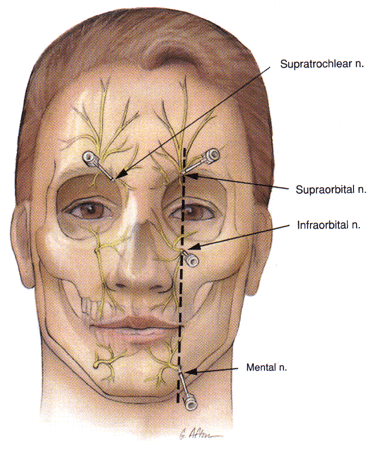 Supratrochlear n.
Supraorbital n.
Infraorbital n.
Mental n.